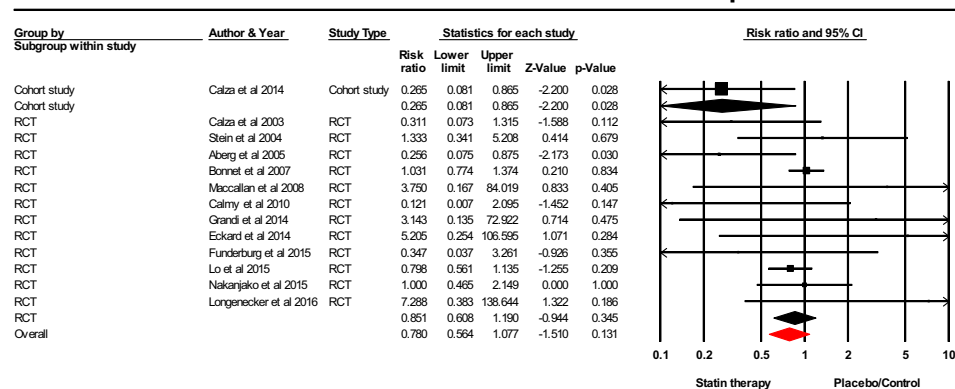 Group by Author & Year Study Type Statistics for each study Risk ratio and 95% CI
Subgroup within study
Risk Lower Upper
ratio limit limit Z-Value p-Value
Cohort study Calza et al 2014 Cohort study 0.265 0.081 0.865 -2.200 0.028
Cohort study 0.265 0.081 0.865 -2.200 0.028
RCT Calza et al 2003 RCT 0.311 0.073 1.315 -1.588 0.112
RCT Stein et al 2004 RCT 1.333 0.341 5.208 0.414 0.679
RCT Aberg et al 2005 RCT 0.256 0.075 0.875 -2.173 0.030
RCT Bonnet et al 2007 RCT 1.031 0.774 1.374 0.210 0.834
RCT Maccallan et al 2008 RCT 3.750 0.167 84.019 0.833 0.405
RCT Calmy et al 2010 RCT 0.121 0.007 2.095 -1.452 0.147
RCT Grandi et al 2014 RCT 3.143 0.135 72.922 0.714 0.475
RCT Eckard et al 2014 RCT 5.205 0.254 106.595 1.071 0.284
RCT Funderburg et al 2015 RCT 0.347 0.037 3.261 -0.926 0.355
RCT Lo et al 2015 RCT 0.798 0.561 1.135 -1.255 0.209
RCT Nakanjako et al 2015 RCT 1.000 0.465 2.149 0.000 1.000
RCT Longenecker et al 2016 RCT 7.288 0.383 138.644 1.322 0.186
RCT 0.851 0.608 1.190 -0.944 0.345
Overall 0.780 0.564 1.077 -1.510 0.131
0.1 0.2 0.5 1 2 5 10
Statin therapy Placebo/Control